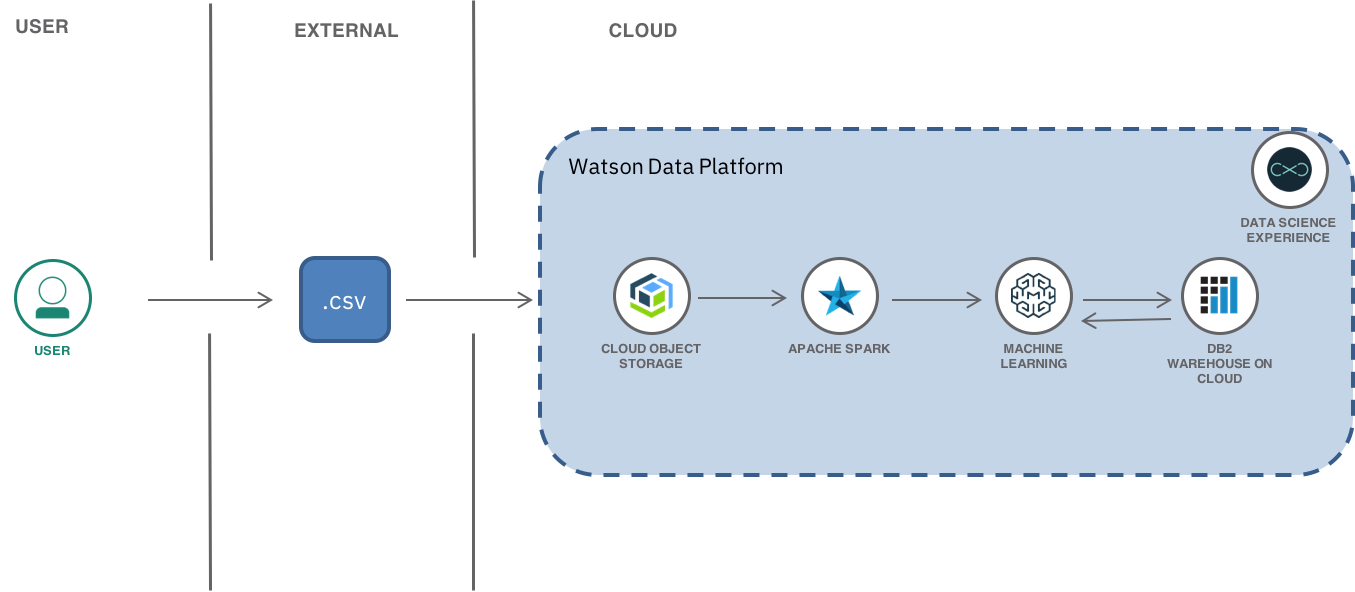 USER
EXTERNAL
CLOUD
Watson Data Platform
DATA SCIENCE
EXPERIENCE
USER
.csv
CLOUD OBJECT
STORAGE
APACHE SPARK
MACHINE
LEARNING
DB2
WAREHOUSE ON
CLOUD